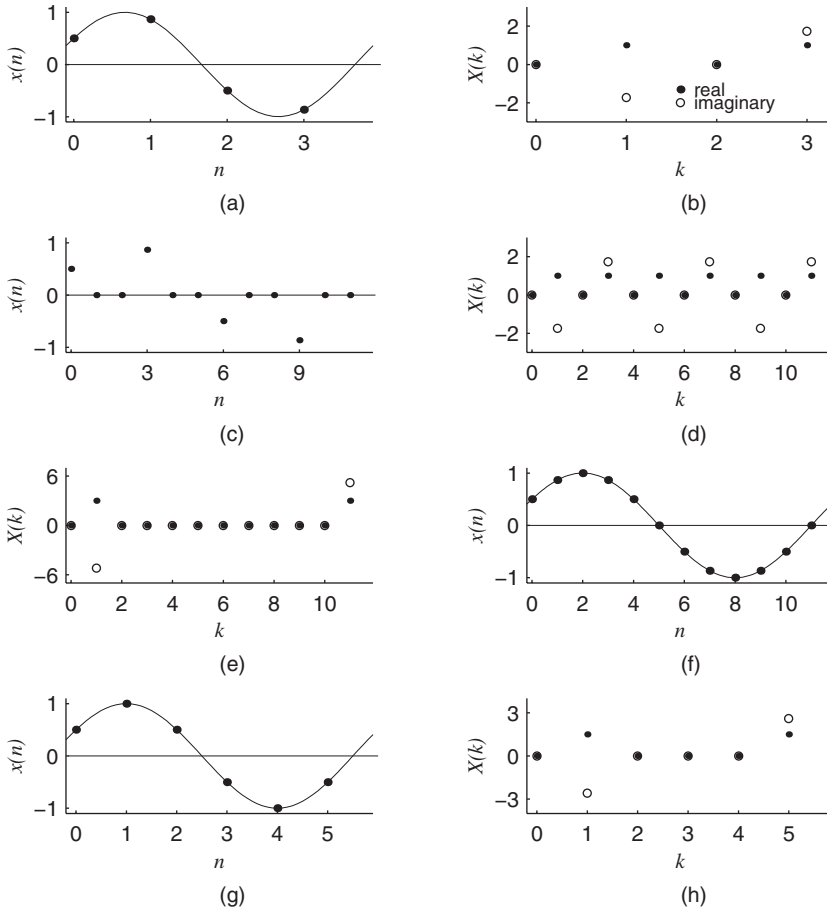 x(n)
1
0
−1
0 1 2 3
n
(a)
X(k)
2
0
−2
real
imaginary
0 1 2 3
k
(b)
x(n)
1
0
−1
0 3 6 9
n
(c)
X(k)
2
0
−2
0 2 4 6 8 10
k
(d)
X(k)
6
0
−6
0 2 4 6 8 10
k
(e)
x(n)
1
0
−1
0 2 4 6 8 10
n
(f)
x(n)
1
0
−1
0 1 2 3 4 5
n
(g)
X(k)
3
0
−3
0 1 2 3 4 5
k
(h)